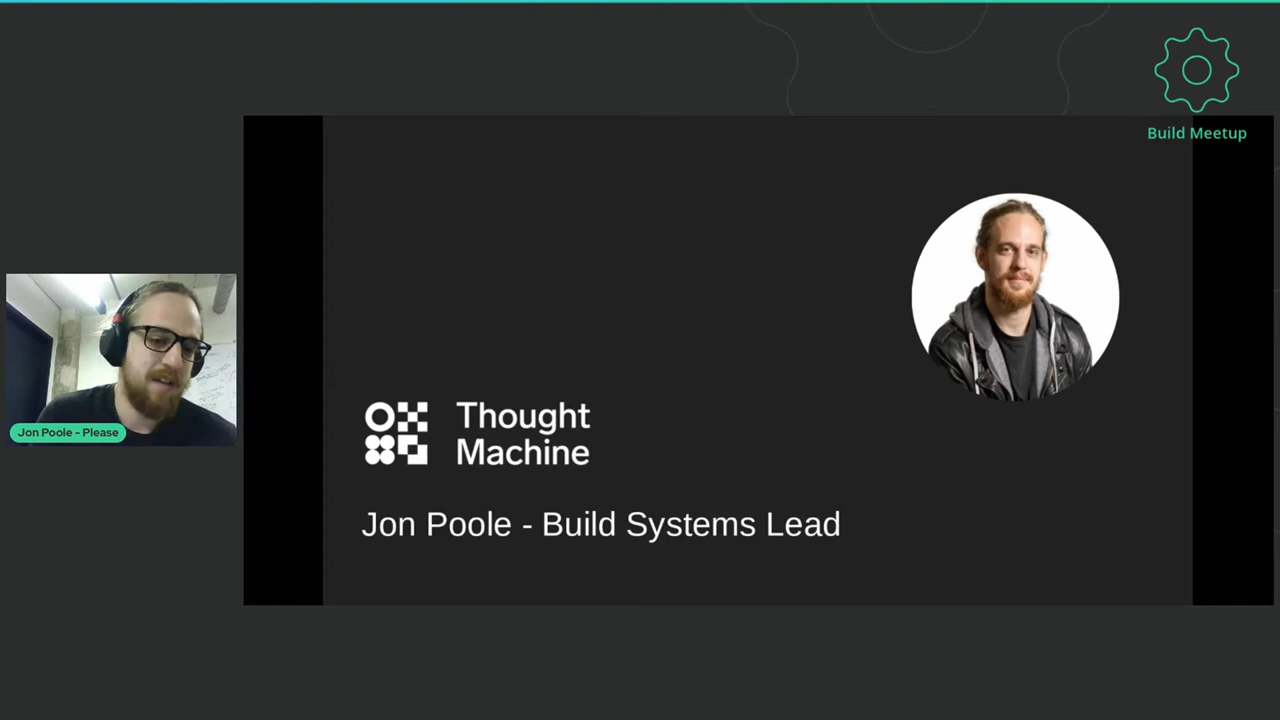 Build Meetup
Jon Poole - Please
Thought
Machine
Jon Poole - Build Systems Lead